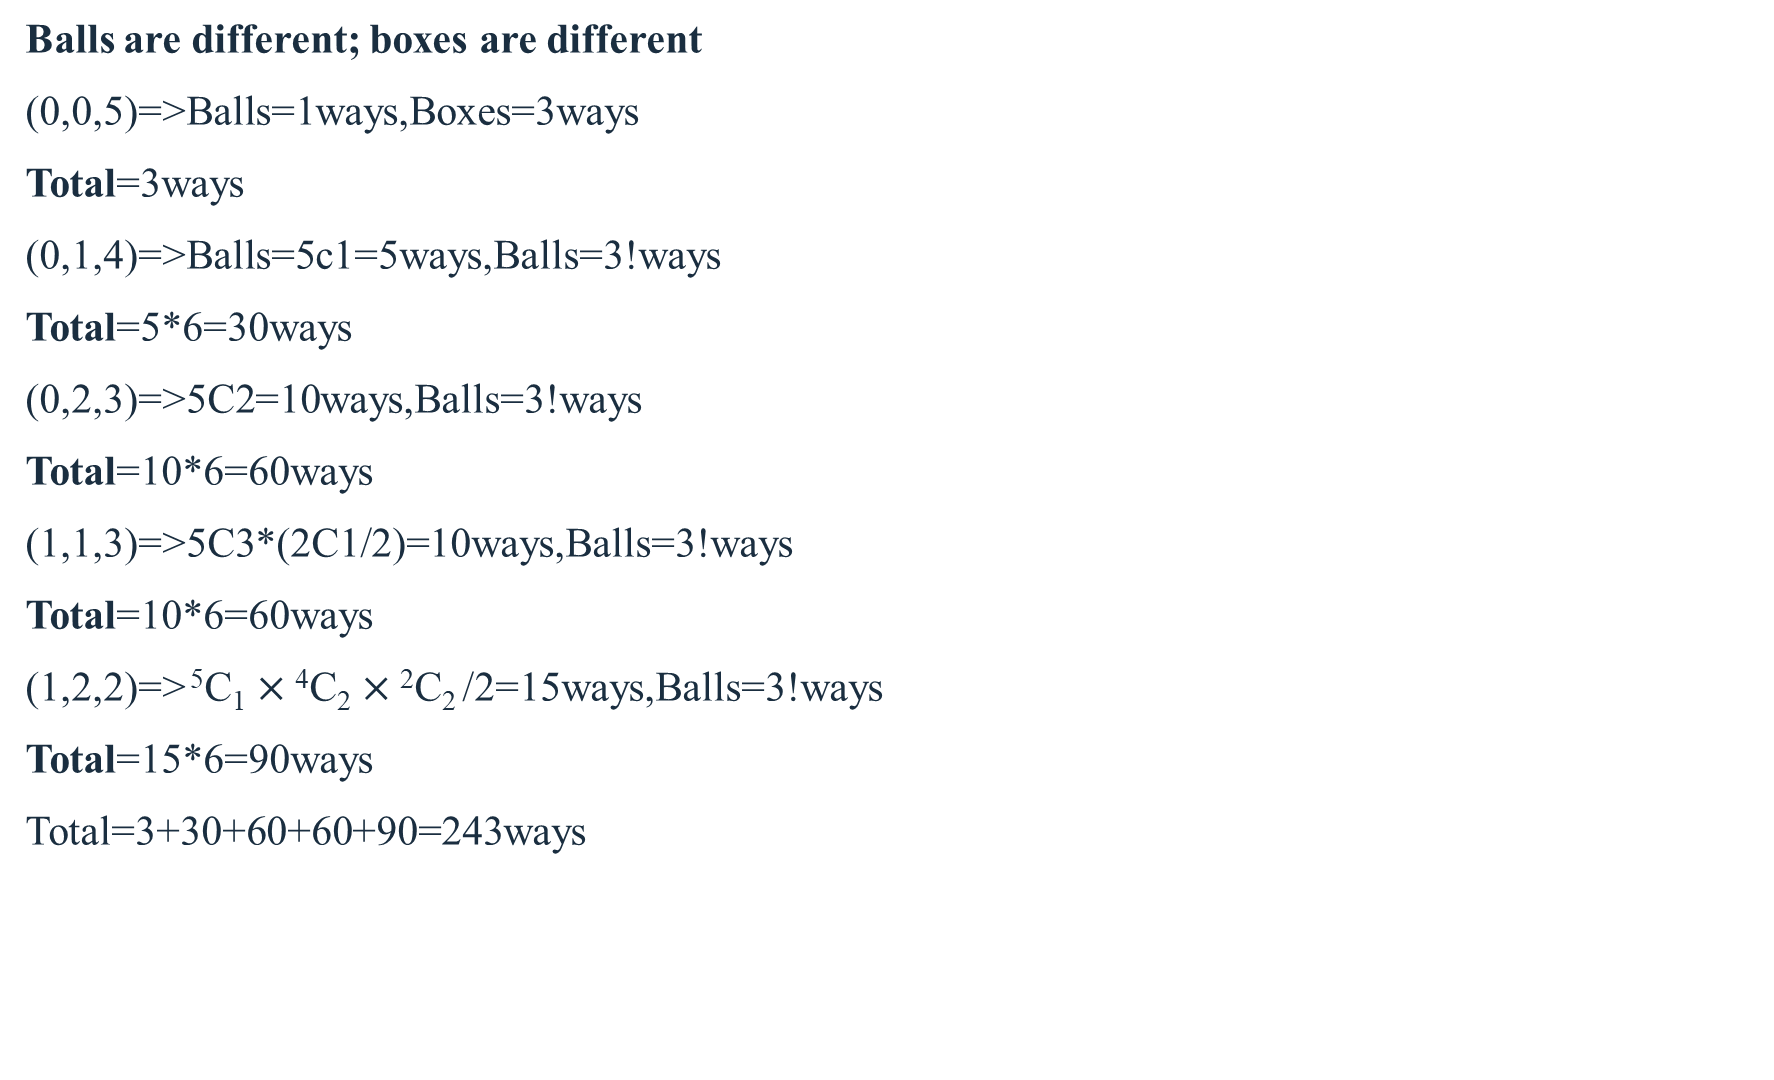 Balls are different; boxes are different
(0,0,5)=>Balls=1ways,Boxes=3ways
Total=3ways
(0,1,4)=>Balls=5c1=5ways,Balls=3!ways
Total=5*6=30ways
(0,2,3)=>5C2=10ways,Balls=3!ways
Total=10*6=60ways
(1,1,3)=>5C3*(2C1/2)=10ways,Balls=3!ways
Total=10*6=60ways
(1,2,2)=>⁵C₁ × ⁴C₂ × ²C₂/2=15ways,Balls=3!ways
Total=15*6=90ways
Total=3+30+60+60+90=243ways